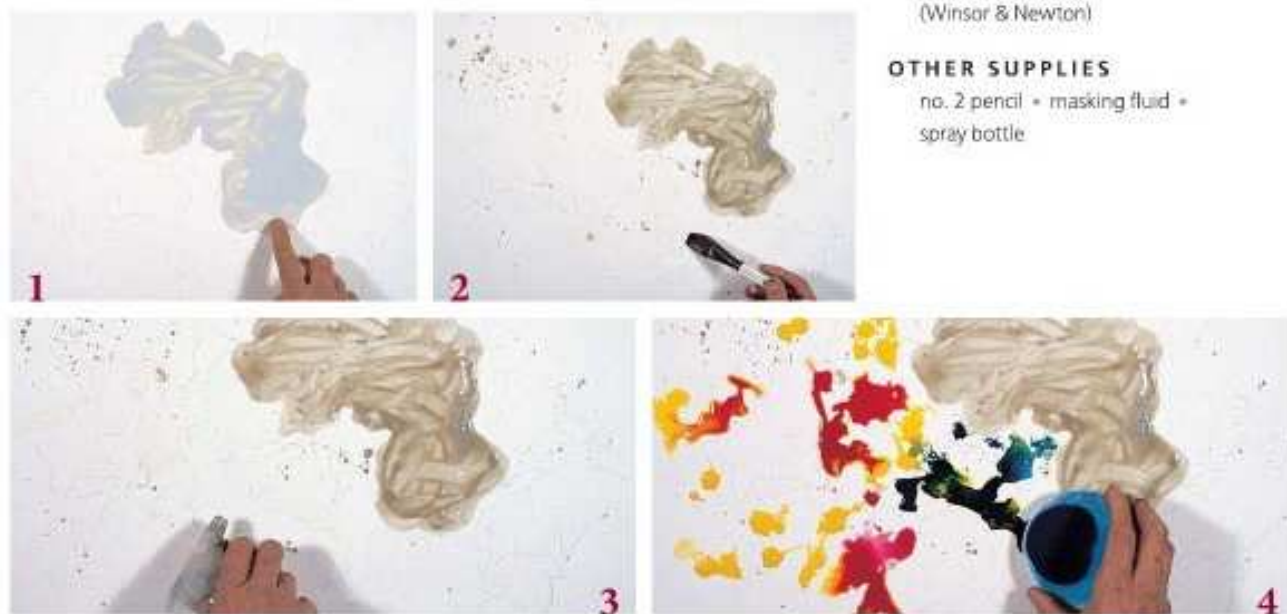 (Winsor & Newton)
OTHER SUPPLIES
no. 2 pencil • masking fluid •
spray bottle
1
2
3
4